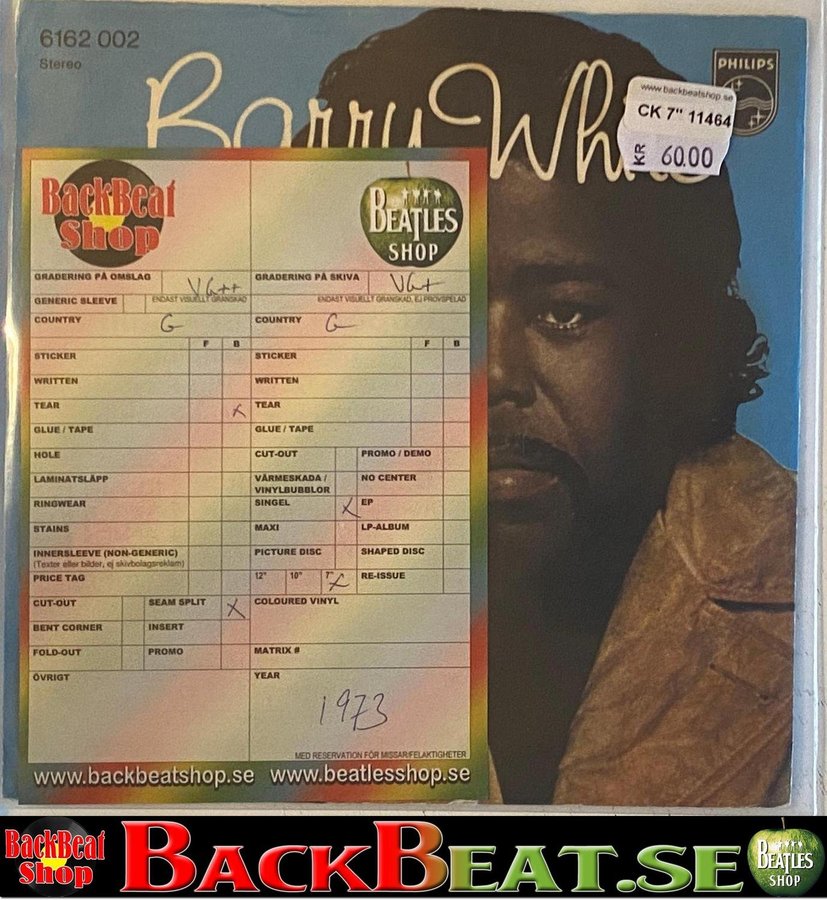 6162 002
Stereo
Barry White
PHILIPS
www.backbeatshop.se
CK 7" 11464
KR 60.00
BackBeat
Shop
BEATLES
SHOP
GRADERING PÅ OMSLAG VG++ GRADERING PÅ SKIVA VG+
GENERIC SLEEVE ENDAST VISUELLT GRANSKAD ENDAST VISUELLT GRANSKAD, EJ PROVSPELAD
COUNTRY G COUNTRY G
F B F B
STICKER STICKER
WRITTEN WRITTEN
TEAR X TEAR
GLUE / TAPE GLUE / TAPE
HOLE CUT-OUT PROMO / DEMO
LAMINATSLÄPP VÄRMESKADA / VINYLBUBBLOR NO CENTER
RINGWEAR SINGEL X EP
STAINS MAXI LP-ALBUM
INNERSLEEVE (NON-GENERIC) PICTURE DISC SHAPED DISC
(Texter eller bilder, ej skivbolagsreklam)
PRICE TAG 12" 10" 7" X RE-ISSUE
CUT-OUT SEAM SPLIT X COLOURED VINYL
BENT CORNER INSERT
FOLD-OUT PROMO MATRIX #
ÖVRIGT YEAR
1973
MED RESERVATION FÖR MISSAR/FELAKTIGHETER
www.backbeatshop.se www.beatlesshop.se
BackBeat
Shop
BACKBEAT.SE
BEATLES
SHOP